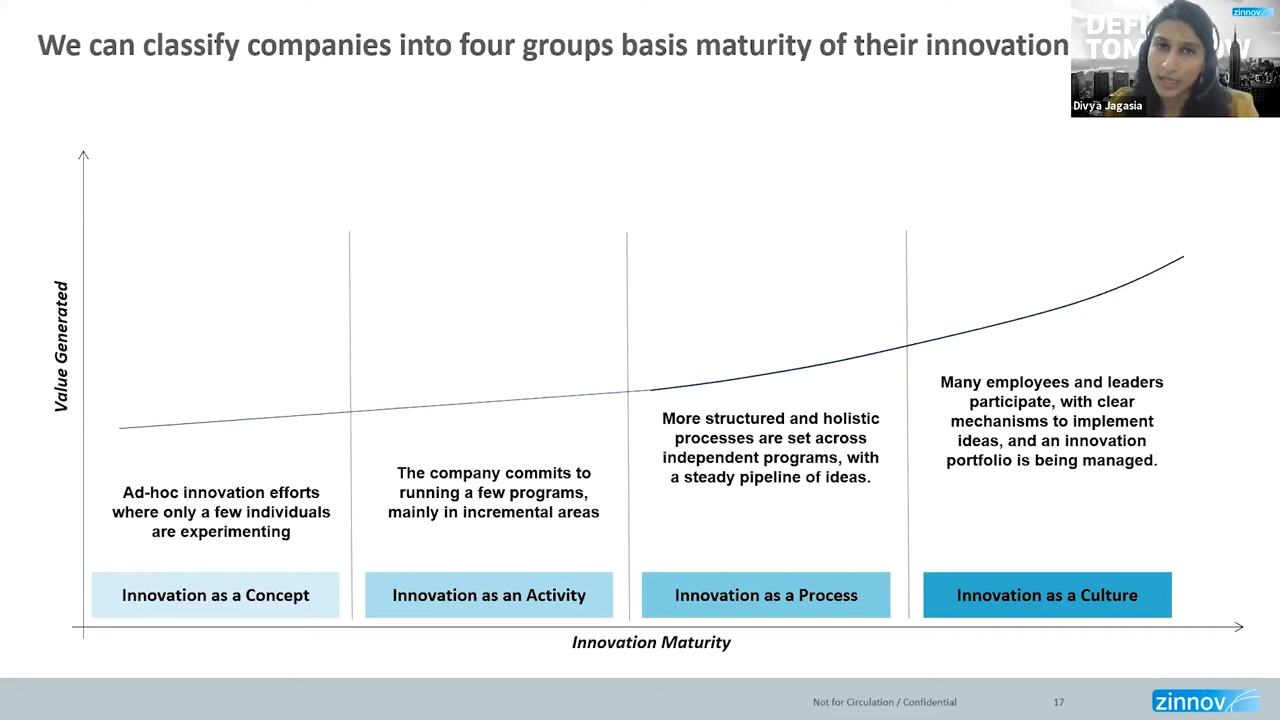 We can classify companies into four groups basis maturity of their innovation
zinnov
Divya Jagasia
Value Generated
Ad-hoc innovation efforts
where only a few individuals
are experimenting
The company commits to
running a few programs,
mainly in incremental areas
More structured and holistic
processes are set across
independent programs, with
a steady pipeline of ideas.
Many employees and leaders
participate, with clear
mechanisms to implement
ideas, and an innovation
portfolio is being managed.
Innovation as a Concept
Innovation as an Activity
Innovation as a Process
Innovation as a Culture
Innovation Maturity
Not for Circulation / Confidential
17
zinnov